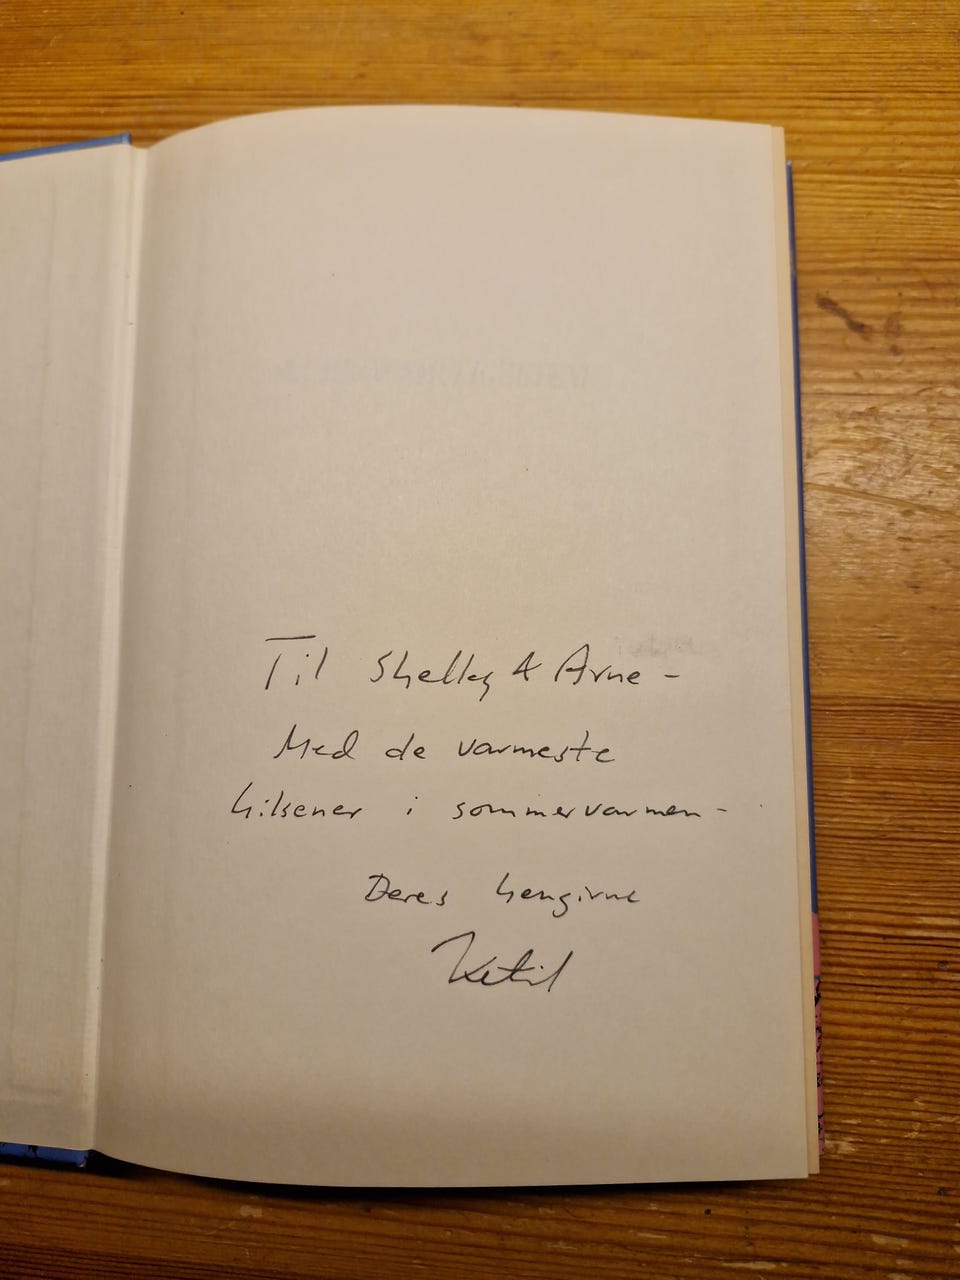 Til Shelley & Arne -
Med de varmeste
hilsener i sommervarmen -
Deres hengivne
Ketil